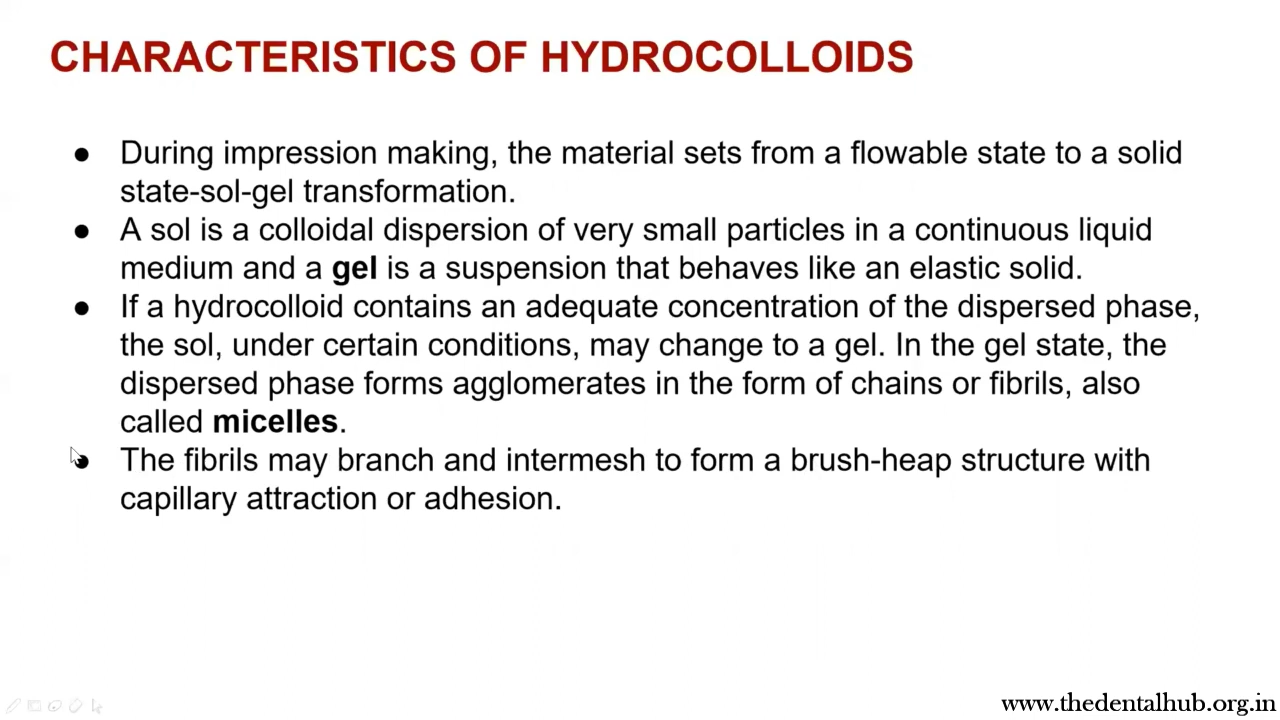 CHARACTERISTICS OF HYDROCOLLOIDS
● During impression making, the material sets from a flowable state to a solid
state-sol-gel transformation.
● A sol is a colloidal dispersion of very small particles in a continuous liquid
medium and a gel is a suspension that behaves like an elastic solid.
● If a hydrocolloid contains an adequate concentration of the dispersed phase,
the sol, under certain conditions, may change to a gel. In the gel state, the
dispersed phase forms agglomerates in the form of chains or fibrils, also
called micelles.
● The fibrils may branch and intermesh to form a brush-heap structure with
capillary attraction or adhesion.
www.thedentalhub.org.in